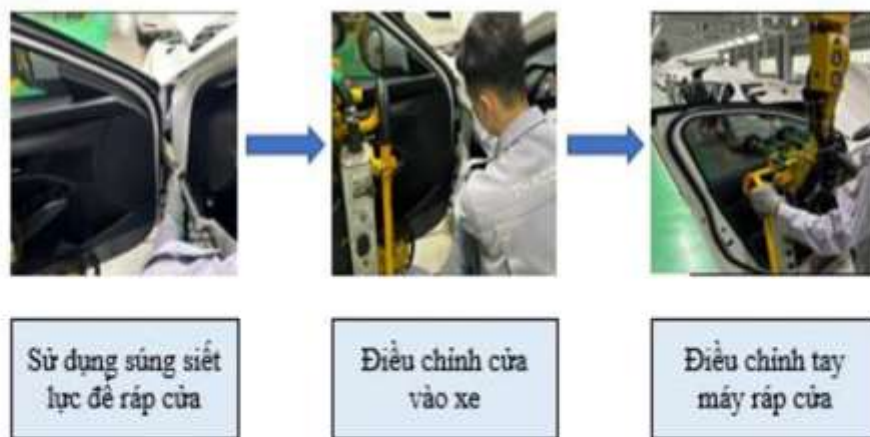 Sử dụng súng siết
lực để ráp cửa
Điều chỉnh cửa
vào xe
Điều chỉnh tay
máy ráp cửa